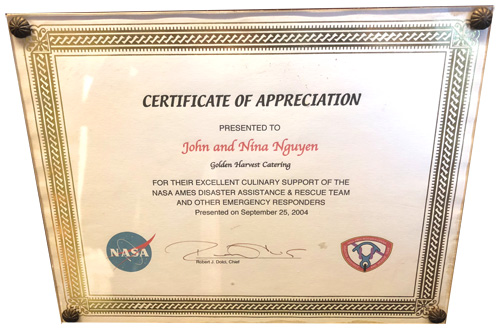 CERTIFICATE OF APPRECIATION
PRESENTED TO
John and Nina Nguyen
Golden Harvest Catering
FOR THEIR EXCELLENT CULINARY SUPPORT OF THE
NASA AMES DISASTER ASSISTANCE & RESCUE TEAM
AND OTHER EMERGENCY RESPONDERS
Presented on September 25, 2004
NASA
Robert J. Dolci, Chief